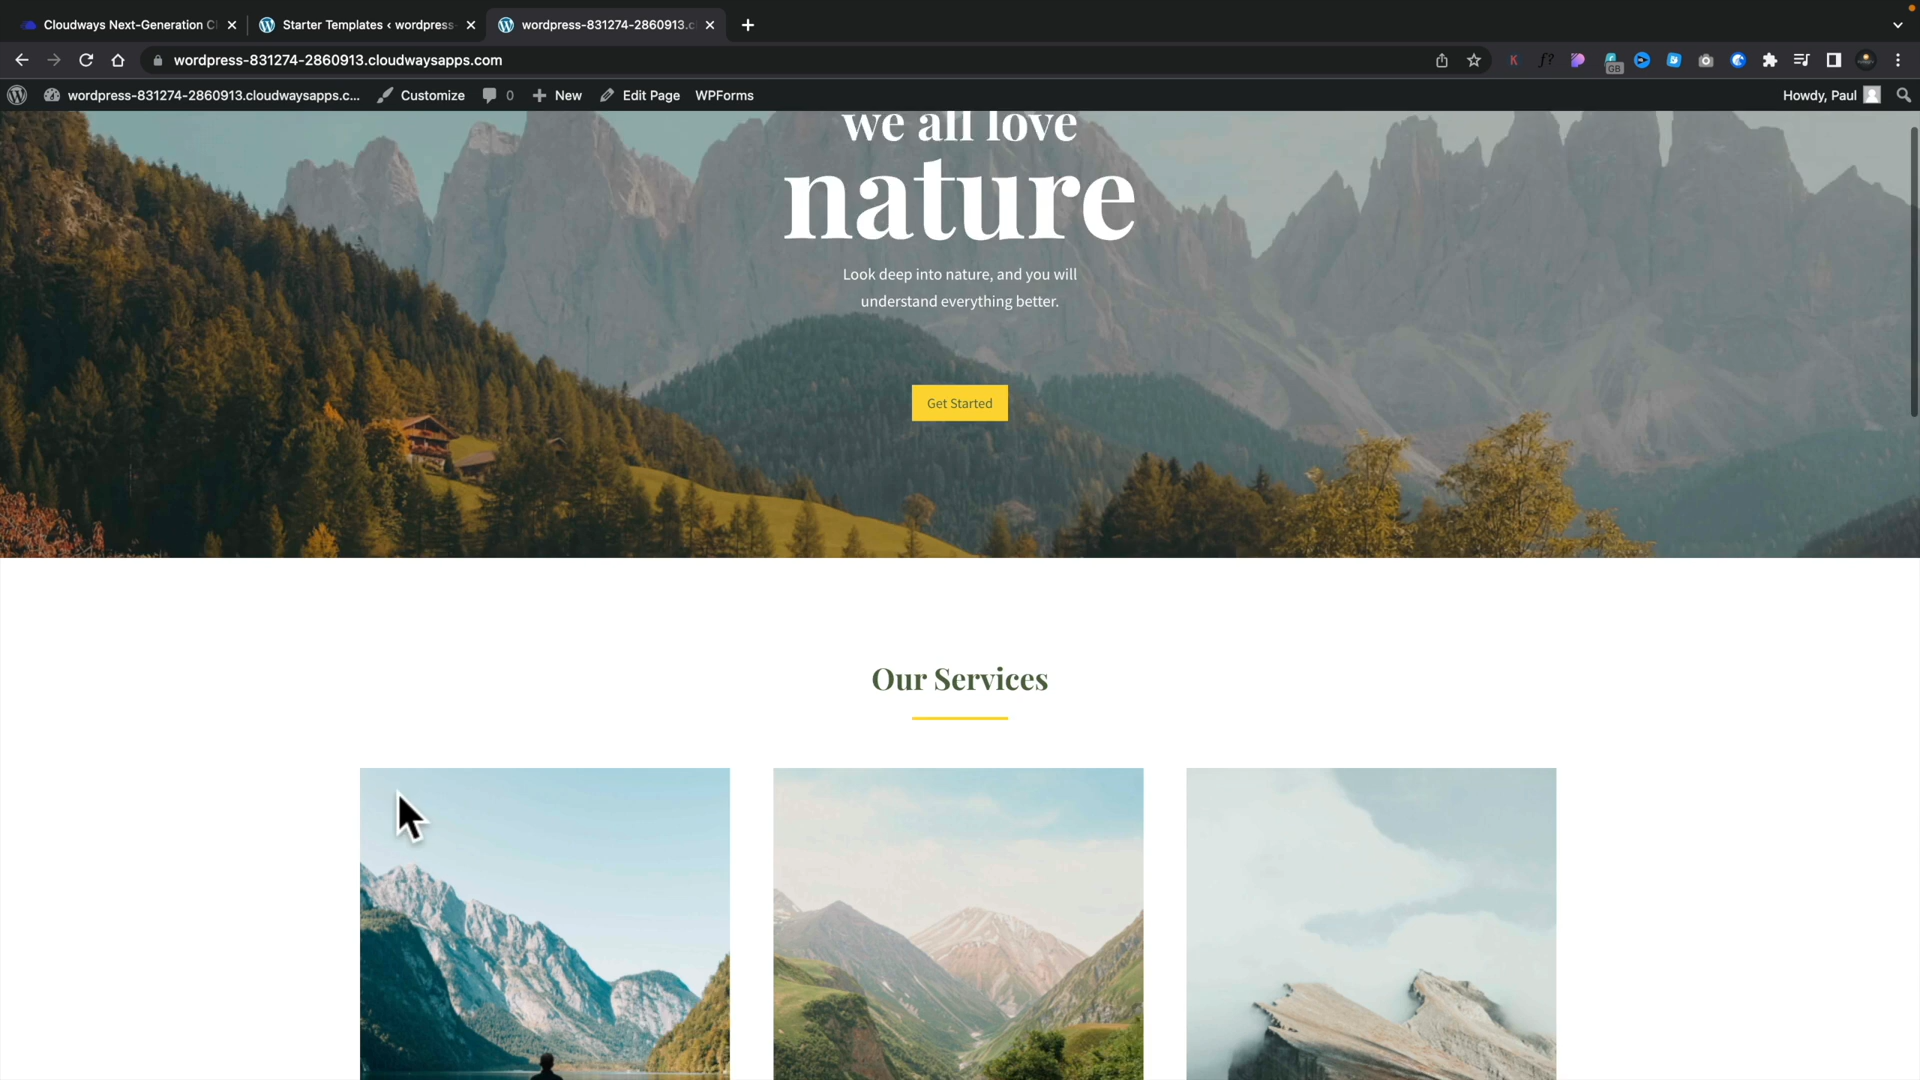 Cloudways Next-Generation C
Starter Templates ‹ wordpress-
wordpress-831274-2860913.c
wordpress-831274-2860913.cloudwaysapps.com
K
f?
GB
wordpress-831274-2860913.cloudwaysapps.c...
Customize
0
New
Edit Page
WPForms
Howdy, Paul
we all love
nature
Look deep into nature, and you will
understand everything better.
Get Started
Our Services